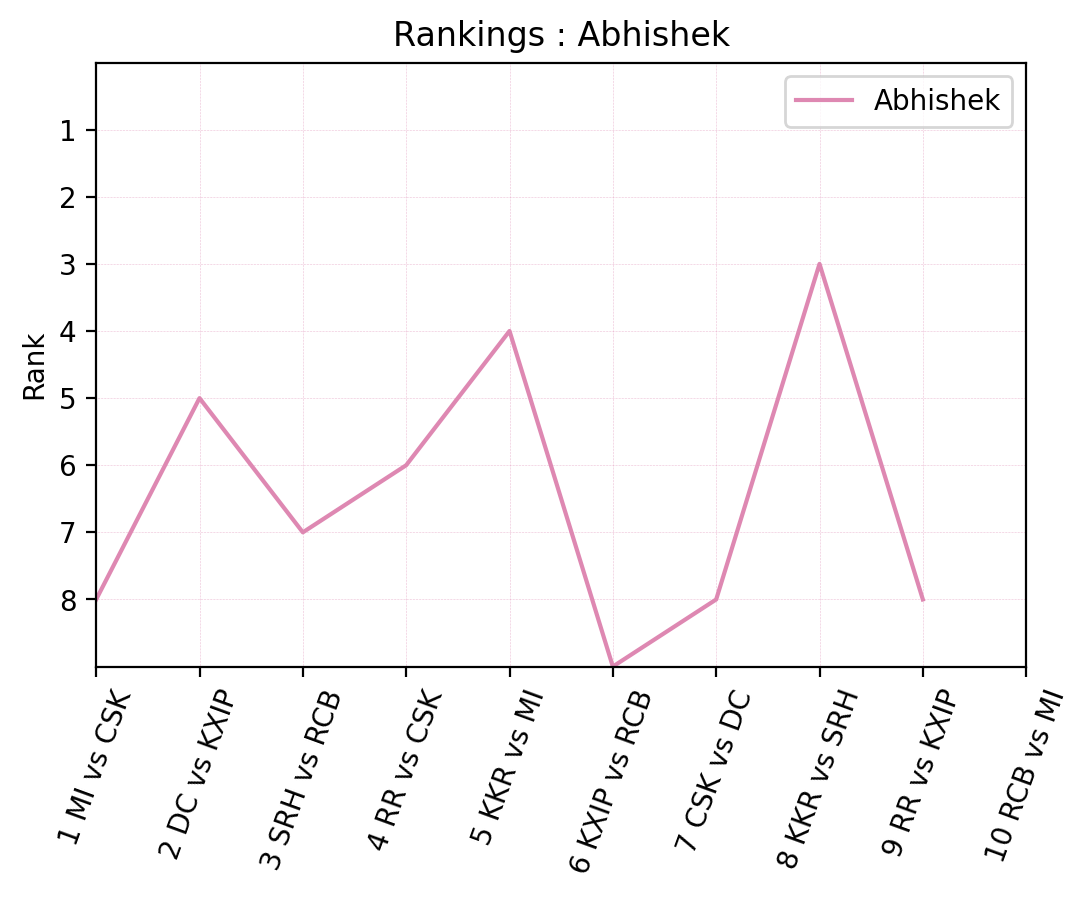 Rankings : Abhishek
Abhishek
Rank
1
2
3
4
5
6
7
8
1 MI vs CSK
2 DC vs KXIP
3 SRH vs RCB
4 RR vs CSK
5 KKR vs MI
6 KXIP vs RCB
7 CSK vs DC
8 KKR vs SRH
9 RR vs KXIP
10 RCB vs MI